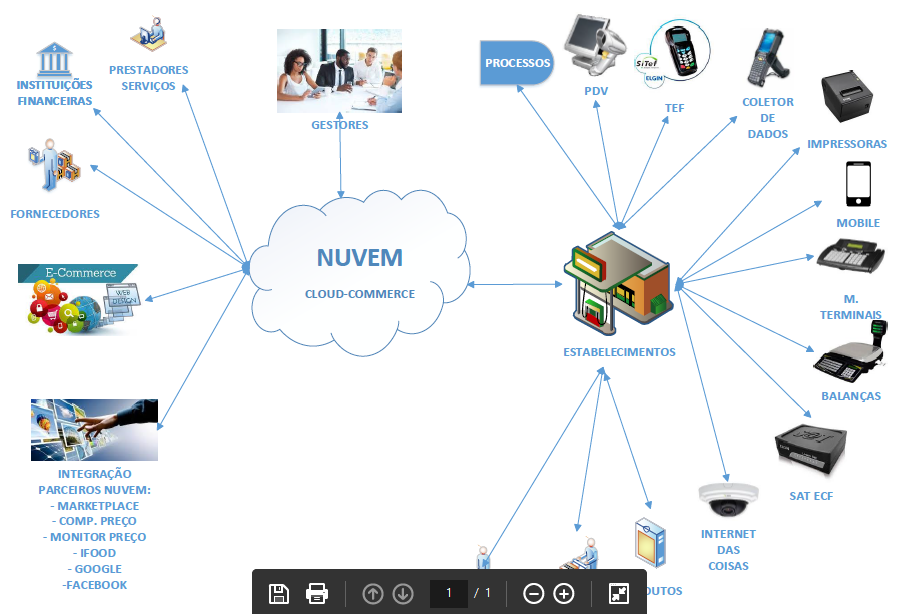 PRESTADORES
SERVIÇOS
INSTITUIÇÕES
FINANCEIRAS
GESTORES
PROCESSOS
PDV
SiTef
ELGIN
TEF
COLETOR
DE
DADOS
IMPRESSORAS
FORNECEDORES
MOBILE
NUVEM
CLOUD-COMMERCE
E-Commerce
WEB
DESIGN
M.
TERMINAIS
ESTABELECIMENTOS
BALANÇAS
INTEGRAÇÃO
PARCEIROS NUVEM:
- MARKETPLACE
- COMP. PREÇO
- MONITOR PREÇO
- IFOOD
- GOOGLE
-FACEBOOK
SAT ECF
INTERNET
DAS
COISAS
DUTOS
1 / 1